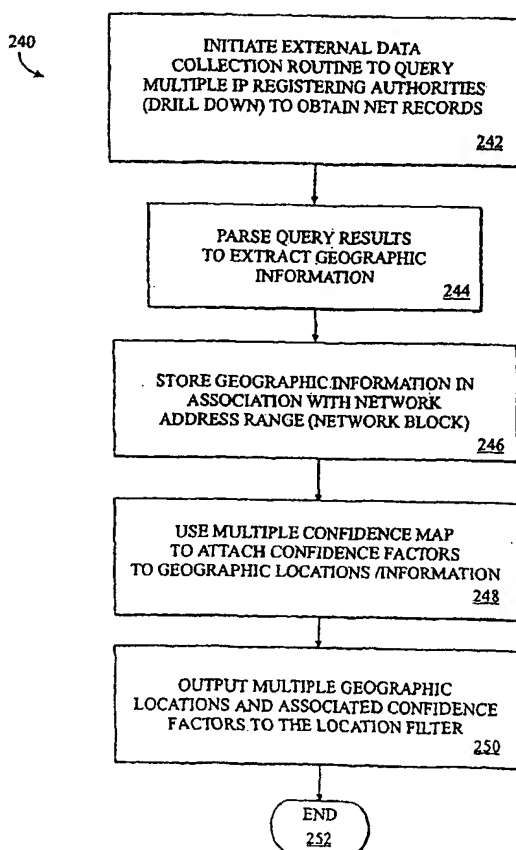 240
INITIATE EXTERNAL DATA
COLLECTION ROUTINE TO QUERY
MULTIPLE IP REGISTERING AUTHORITIES
(DRILL DOWN) TO OBTAIN NET RECORDS
242
PARSE QUERY RESULTS
TO EXTRACT GEOGRAPHIC
INFORMATION
244
STORE GEOGRAPHIC INFORMATION IN
ASSOCIATION WITH NETWORK
ADDRESS RANGE (NETWORK BLOCK)
246
USE MULTIPLE CONFIDENCE MAP
TO ATTACH CONFIDENCE FACTORS
TO GEOGRAPHIC LOCATIONS /INFORMATION
248
OUTPUT MULTIPLE GEOGRAPHIC
LOCATIONS AND ASSOCIATED CONFIDENCE
FACTORS TO THE LOCATION FILTER
250
END
252